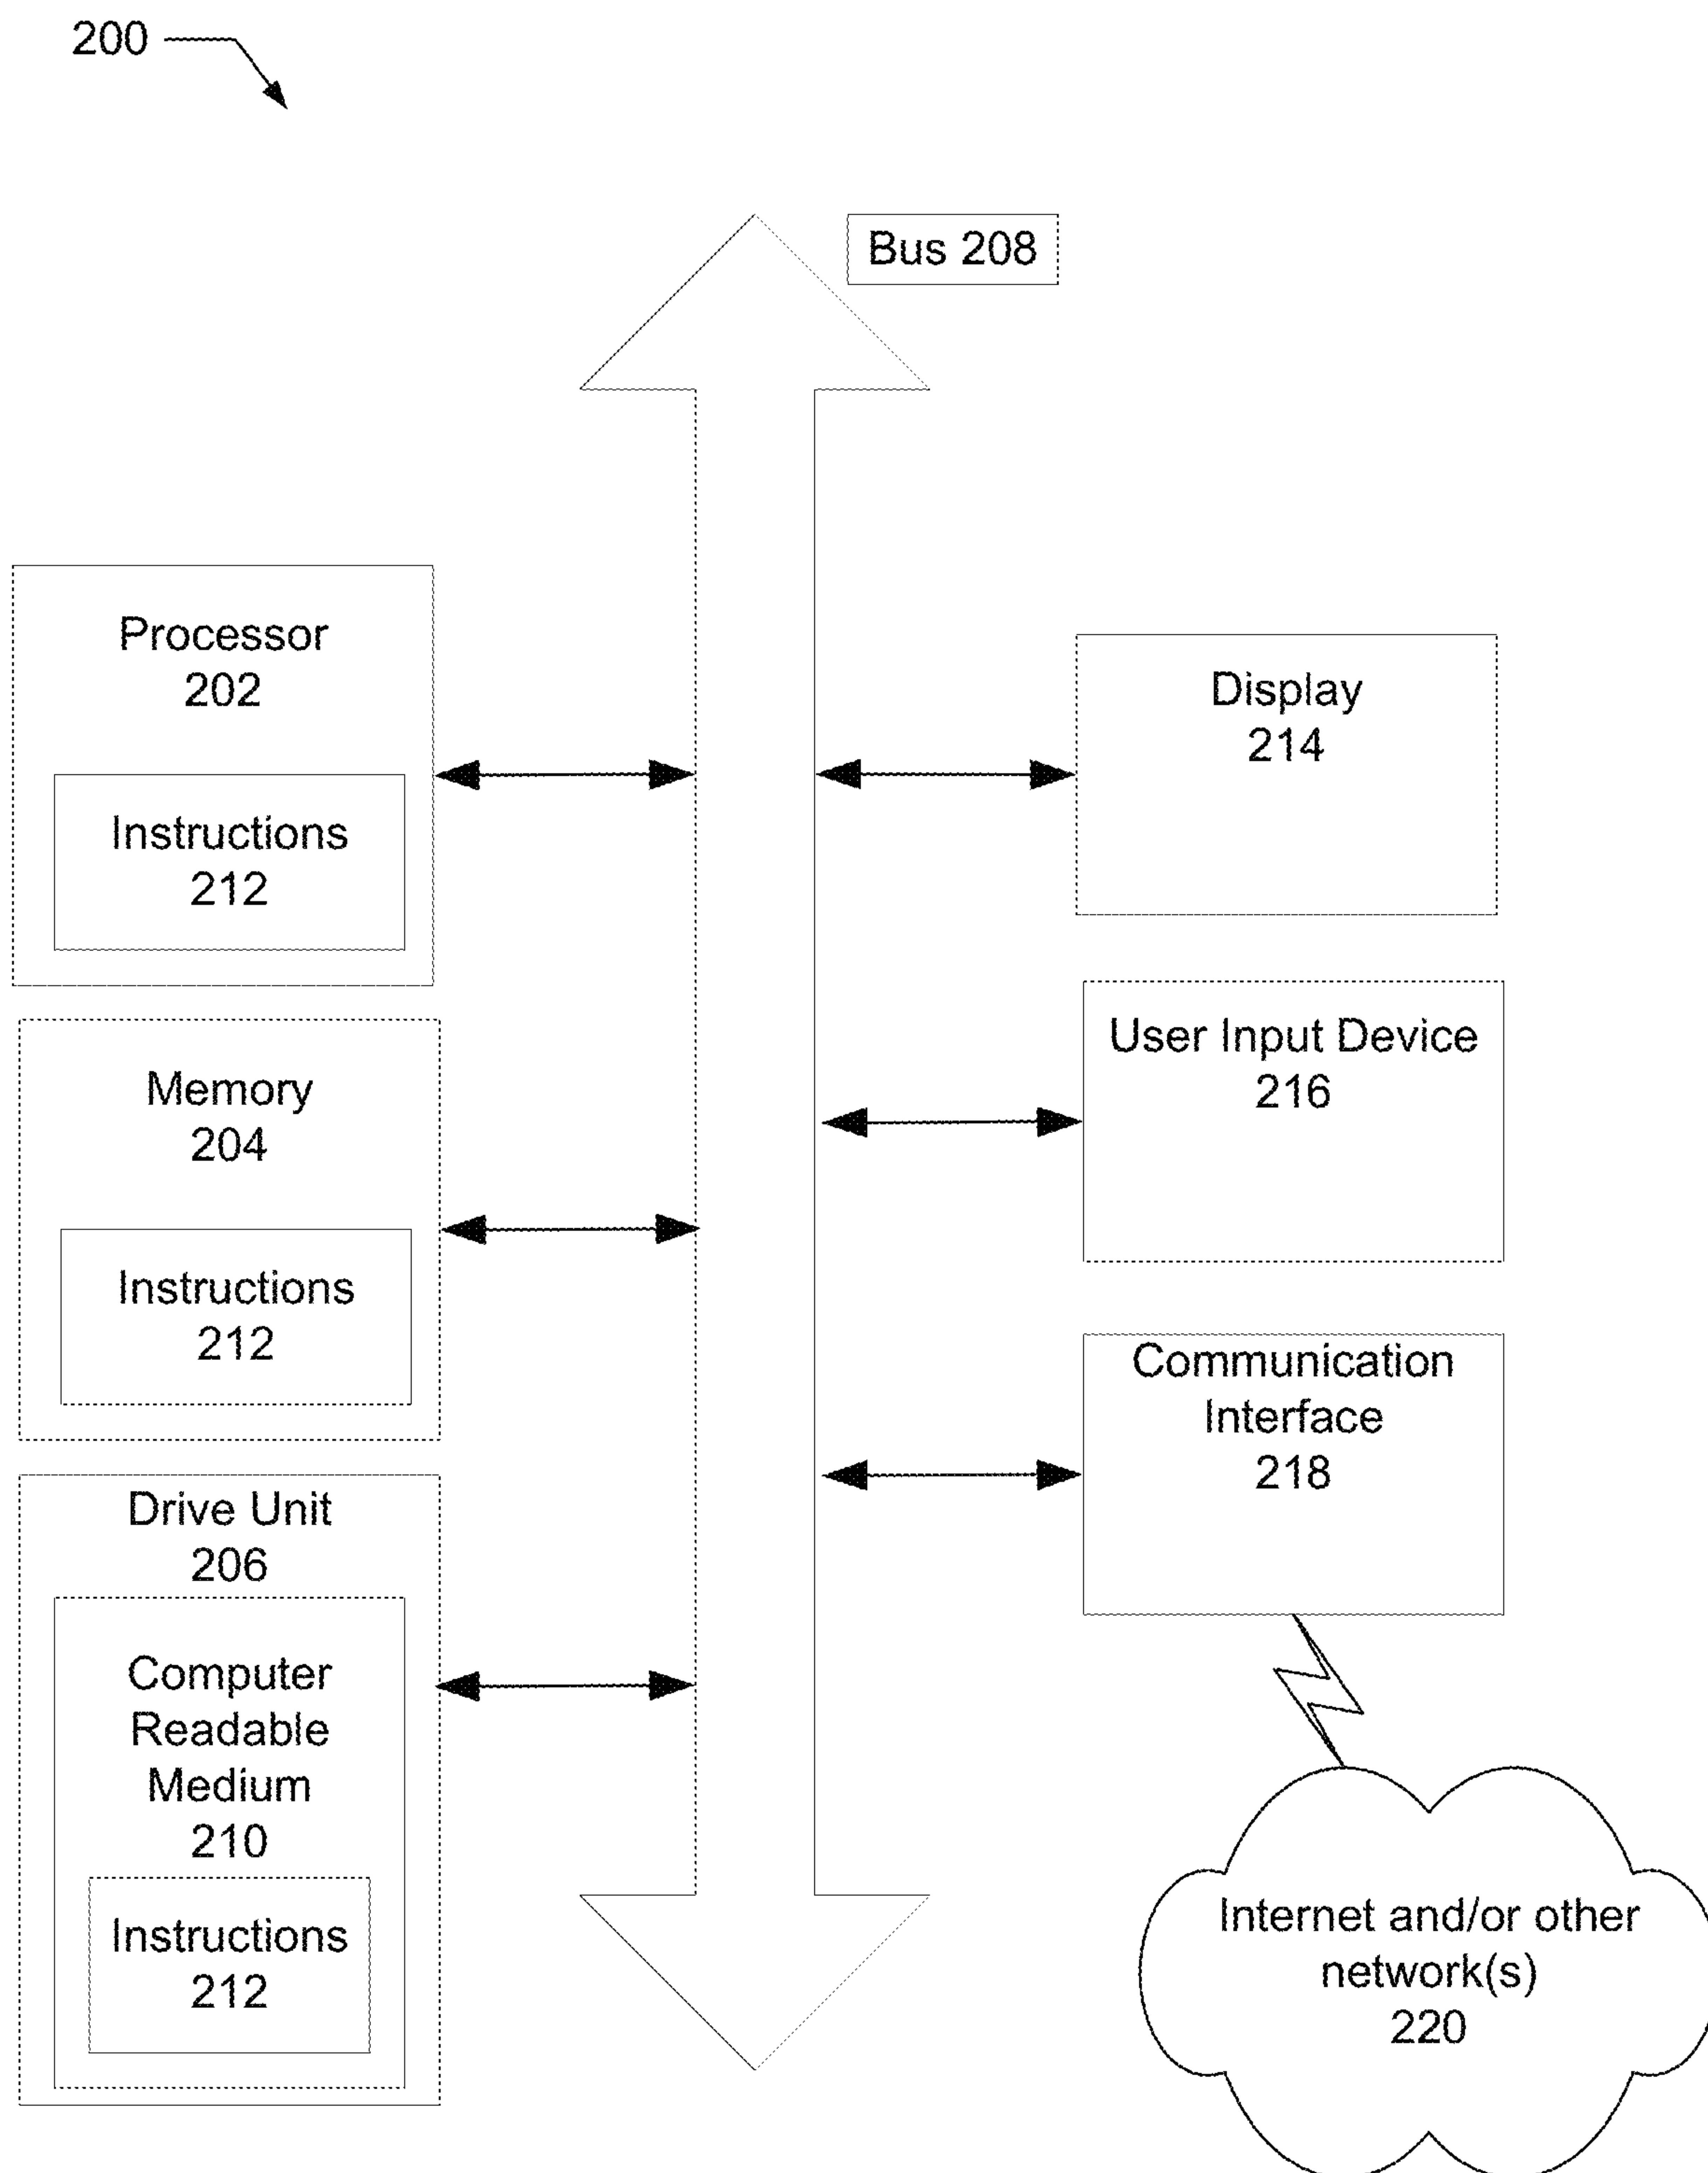 200
Bus 208
Processor
202
Instructions
212
Memory
204
Instructions
212
Drive Unit
206
Computer
Readable
Medium
210
Instructions
212
Display
214
User Input Device
216
Communication
Interface
218
Internet and/or other
network(s)
220